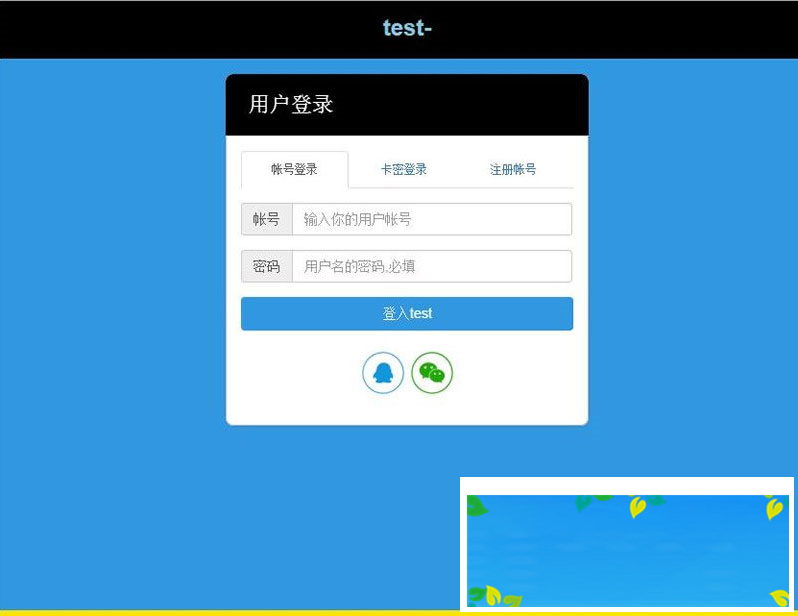 test-
用户登录
帐号登录 卡密登录 注册帐号
帐号 输入你的用户帐号
密码 用户名的密码,必填
登入test